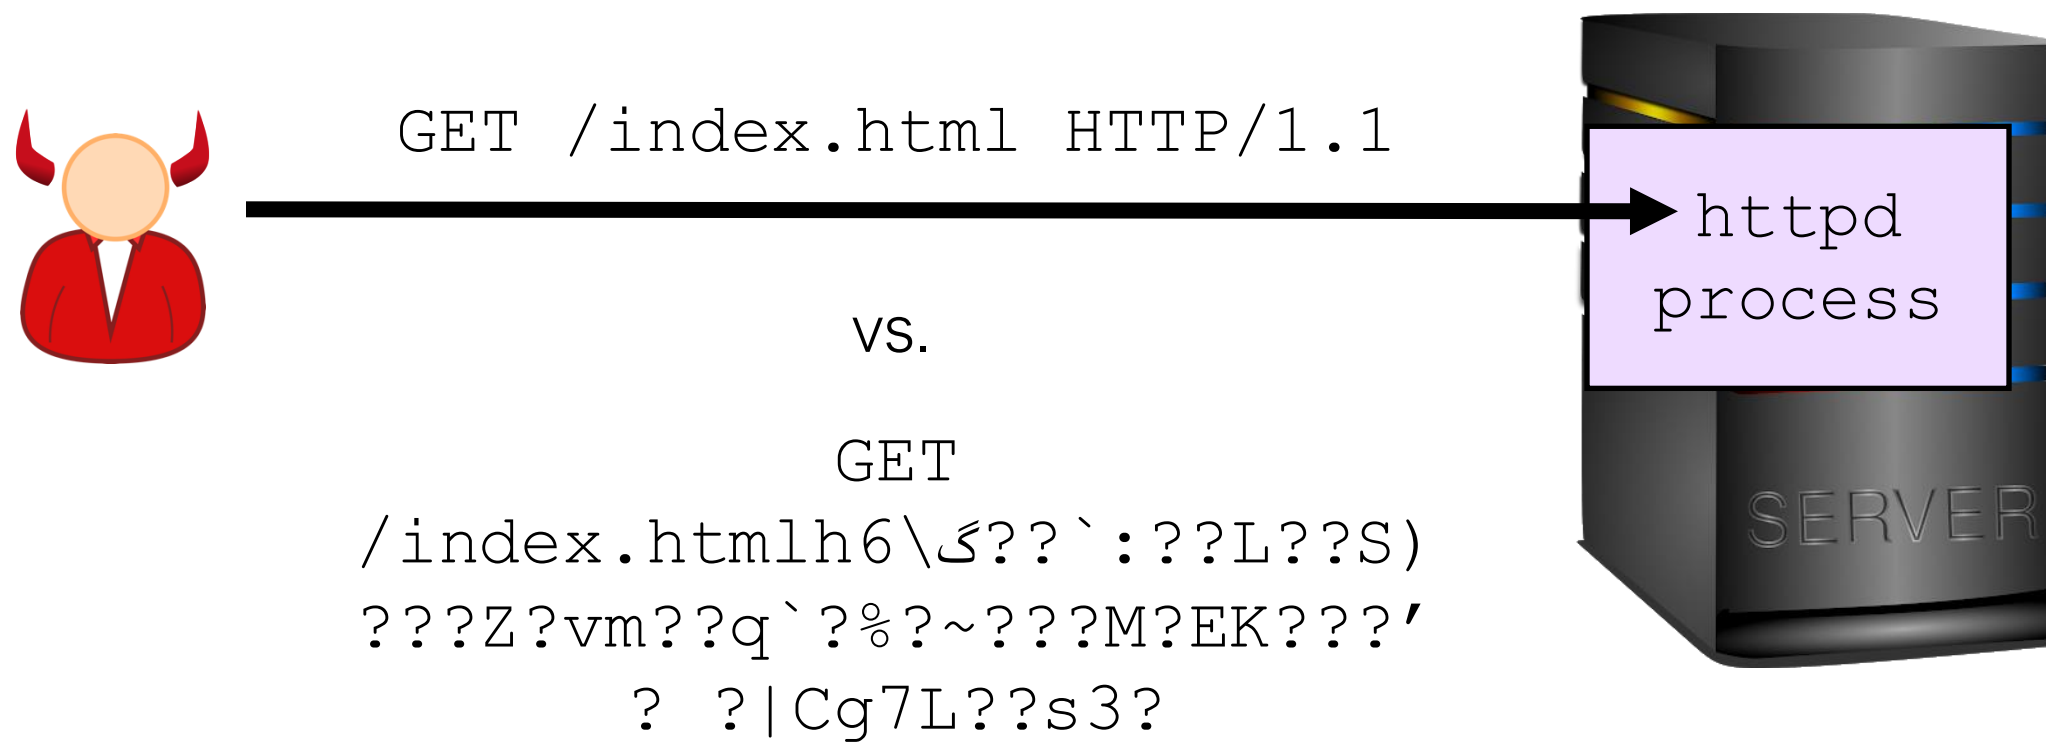 GET /index.html HTTP/1.1
httpd
process
vs.
GET
/index.htmlh6\گ??`:??L??S)
???Z?vm??q`?%?~???M?EK???’
? ?|Cg7L??s3?
SERVER